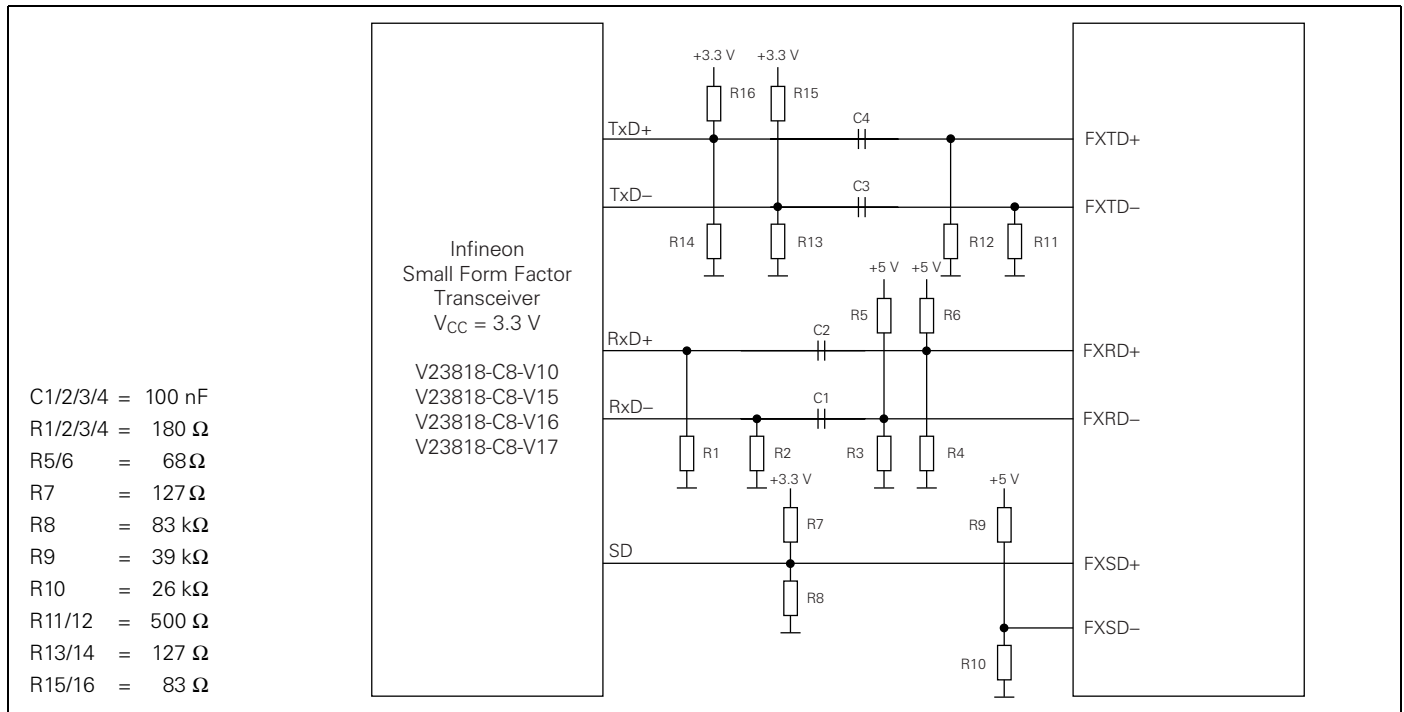 +3.3 V +3.3 V
R16 R15
TxD+ C4 FXTD+
TxD− C3 FXTD−
R14 R13 R12 R11
Infineon
Small Form Factor
Transceiver
VCC = 3.3 V
V23818-C8-V10
V23818-C8-V15
V23818-C8-V16
V23818-C8-V17
+5 V +5 V
R5 R6
RxD+ C2 FXRD+
RxD− C1 FXRD−
R1 R2 R3 R4
+3.3 V +5 V
R7 R9
SD FXSD+
R8
FXSD−
R10
C1/2/3/4 = 100 nF
R1/2/3/4 = 180 Ω
R5/6 = 68 Ω
R7 = 127 Ω
R8 = 83 kΩ
R9 = 39 kΩ
R10 = 26 kΩ
R11/12 = 500 Ω
R13/14 = 127 Ω
R15/16 = 83 Ω